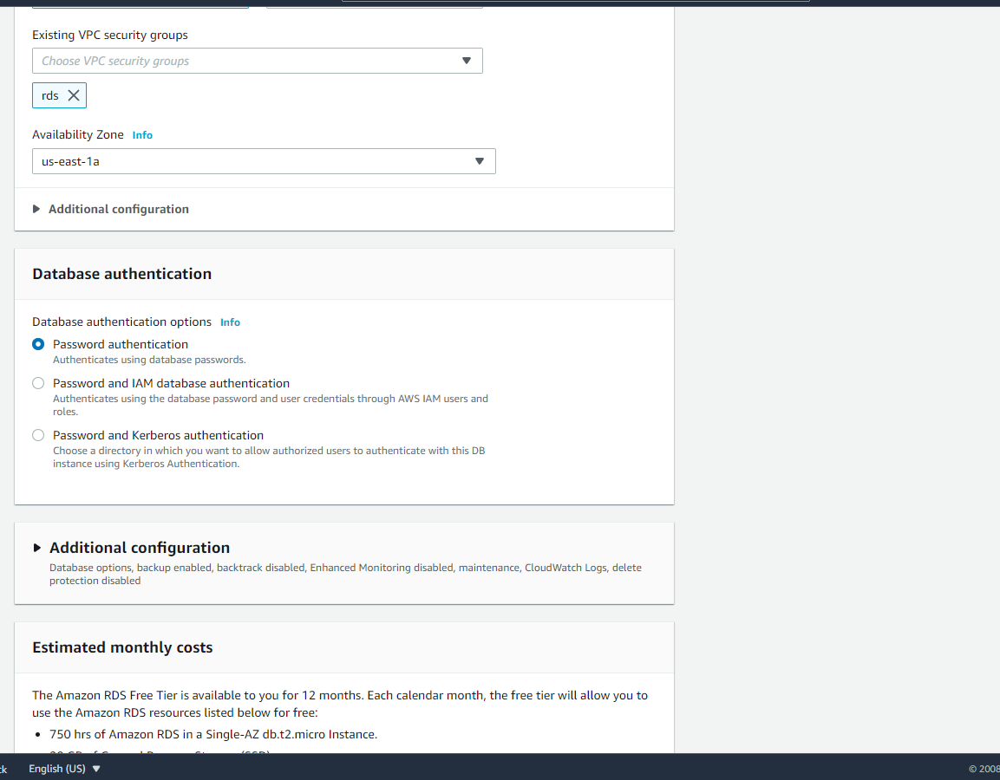 Existing VPC security groups
Choose VPC security groups
rds
Availability Zone Info
us-east-1a
Additional configuration
Database authentication
Database authentication options Info
Password authentication
Authenticates using database passwords.
Password and IAM database authentication
Authenticates using the database password and user credentials through AWS IAM users and
roles.
Password and Kerberos authentication
Choose a directory in which you want to allow authorized users to authenticate with this DB
instance using Kerberos Authentication.
Additional configuration
Database options, backup enabled, backtrack disabled, Enhanced Monitoring disabled, maintenance, CloudWatch Logs, delete
protection disabled
Estimated monthly costs
The Amazon RDS Free Tier is available to you for 12 months. Each calendar month, the free tier will allow you to
use the Amazon RDS resources listed below for free:
• 750 hrs of Amazon RDS in a Single-AZ db.t2.micro Instance.
English (US)
© 2008